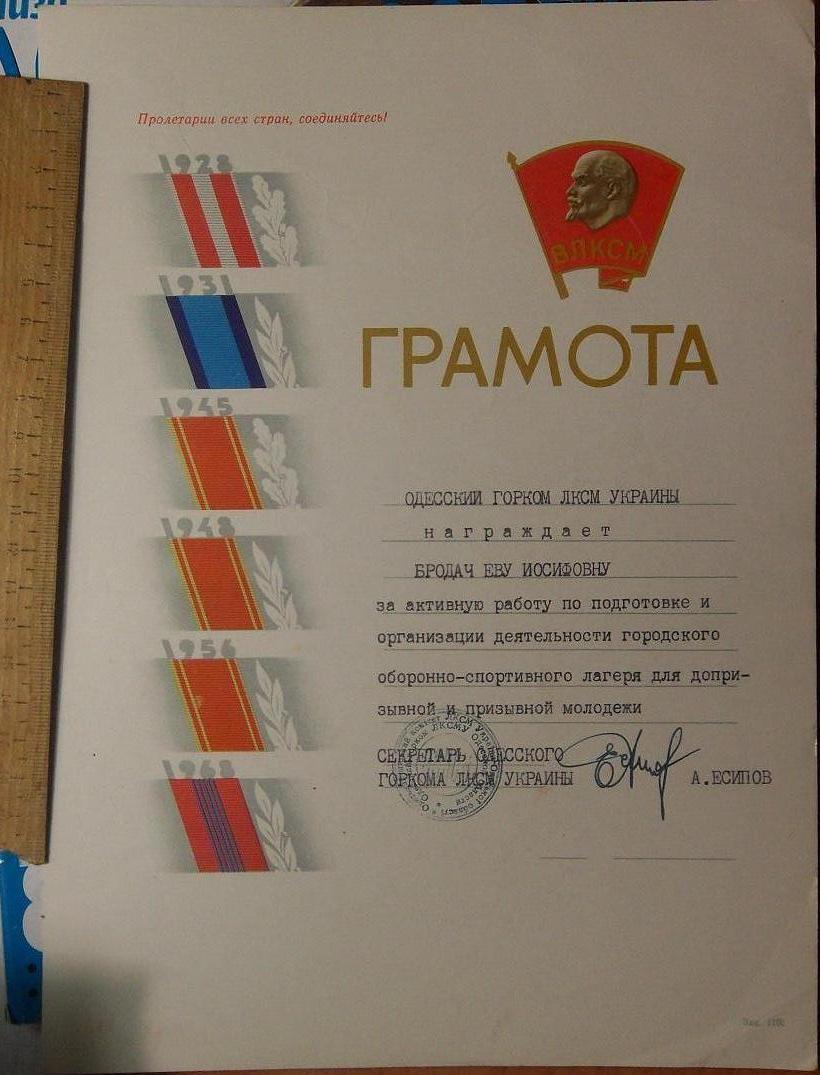 Пролетарии всех стран, соединяйтесь!
1928
1931
1945
1948
1956
1968
ВЛКСМ
ГРАМОТА
ОДЕССКИЙ ГОРКОМ ЛКСМ УКРАИНЫ
награждает
БРОДАЧ ЕВУ ИОСИФОВНУ
за активную работу по подготовке и
организации деятельности городского
оборонно-спортивного лагеря для допри-
зывной и призывной молодежи
СЕКРЕТАРЬ ОДЕССКОГО
ГОРКОМА ЛКСМ УКРАИНЫ
А.ЕСИПОВ